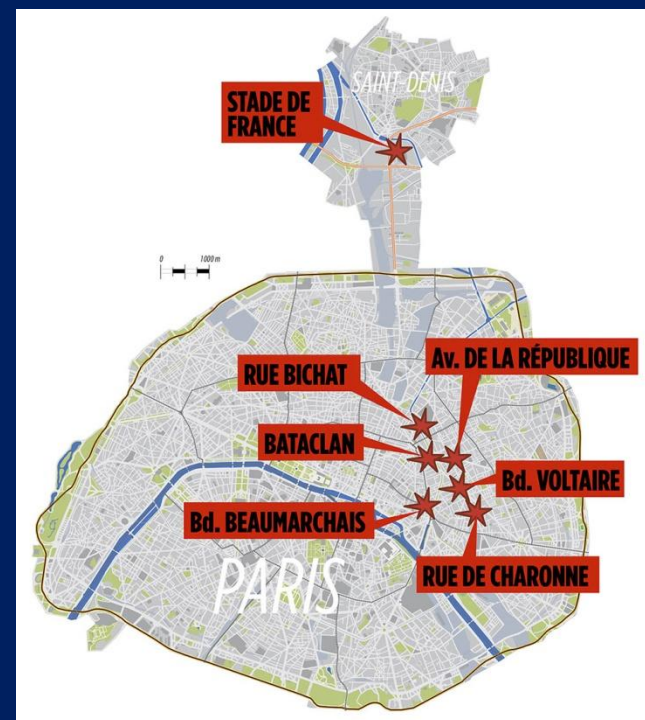 SAINT-DENIS
STADE DE
FRANCE
0 1000 m
Av. DE LA RÉPUBLIQUE
RUE BICHAT
BATACLAN
Bd. VOLTAIRE
Bd. BEAUMARCHAIS
RUE DE CHARONNE
PARIS